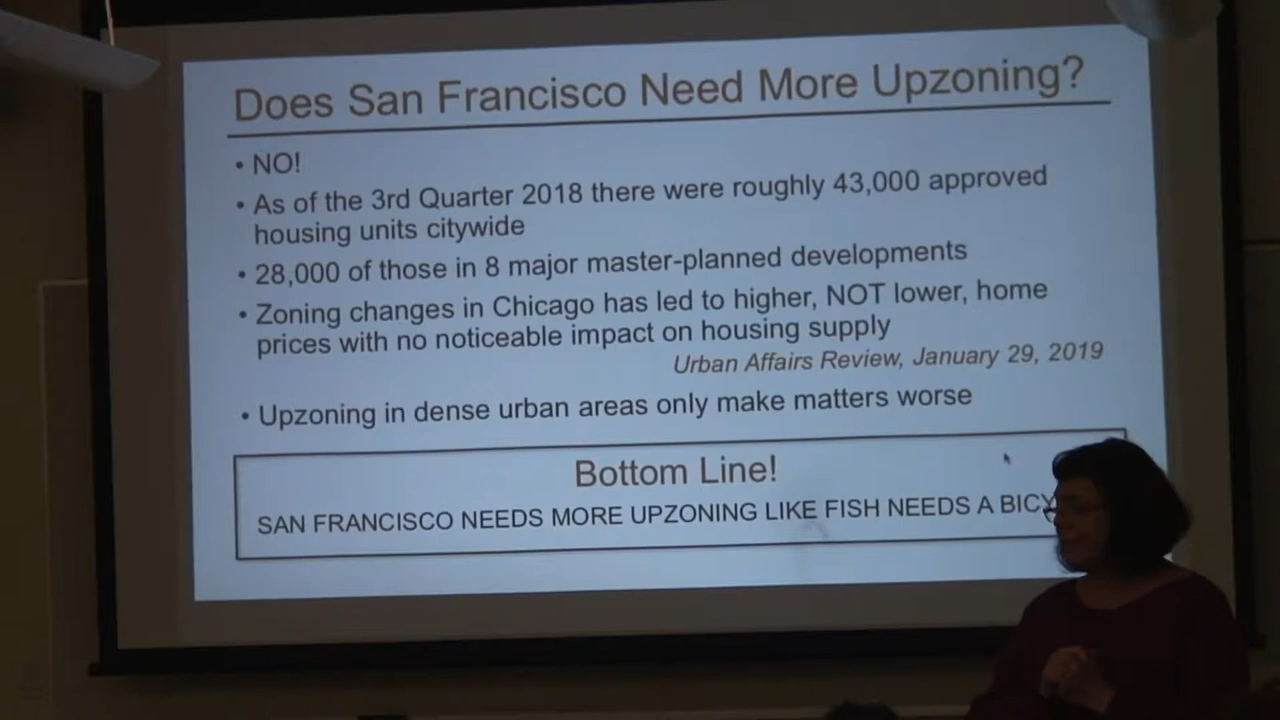 Does San Francisco Need More Upzoning?
• NO!
• As of the 3rd Quarter 2018 there were roughly 43,000 approved
housing units citywide
• 28,000 of those in 8 major master-planned developments
• Zoning changes in Chicago has led to higher, NOT lower, home
prices with no noticeable impact on housing supply
Urban Affairs Review, January 29, 2019
• Upzoning in dense urban areas only make matters worse
Bottom Line!
SAN FRANCISCO NEEDS MORE UPZONING LIKE FISH NEEDS A BICY